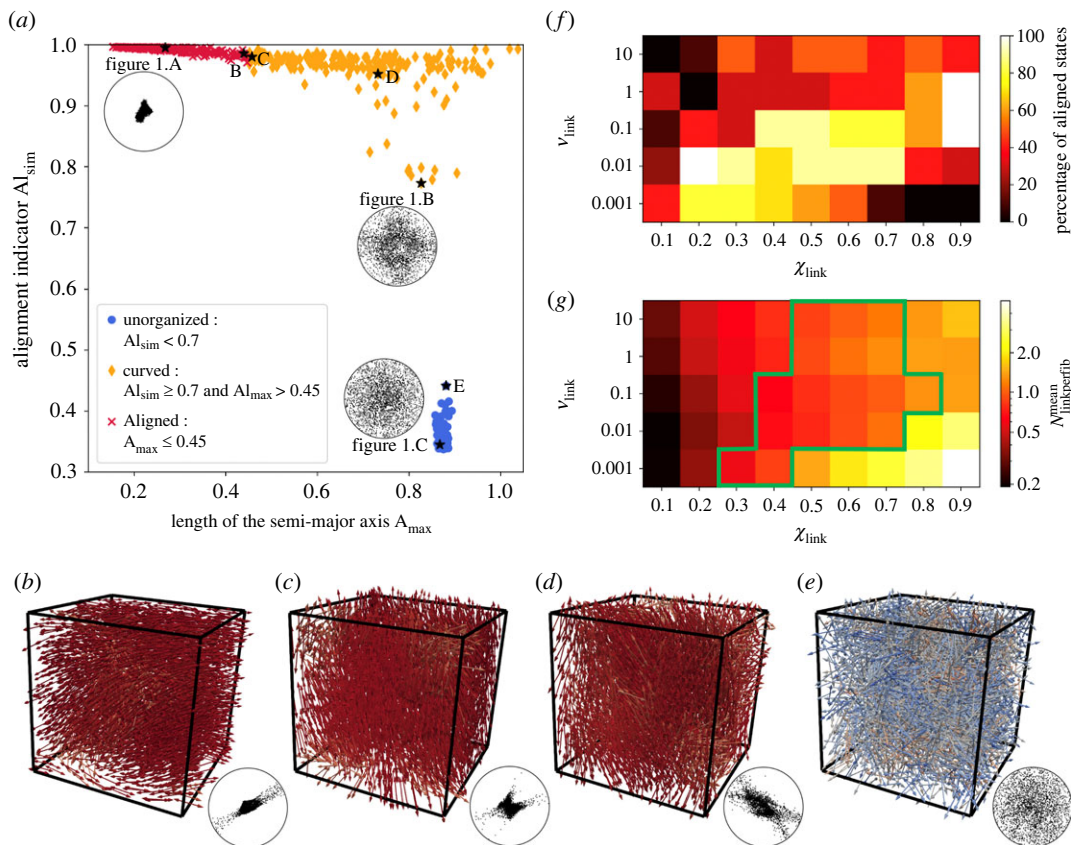 (a)
1.0
0.9
0.8
0.7
0.6
0.5
0.4
0.3
alignment indicator Al_sim
figure 1.A
B
C
D
figure 1.B
unorganized :
Al_sim < 0.7
curved :
Al_sim ≥ 0.7 and Al_max > 0.45
Aligned :
A_max ≤ 0.45
E
figure 1.C
0.2 0.4 0.6 0.8 1.0
length of the semi-major axis A_max
(f)
10
1
0.1
0.01
0.001
ν_link
0.1 0.2 0.3 0.4 0.5 0.6 0.7 0.8 0.9
χ_link
100
80
60
40
20
0
percentage of aligned states
(g)
10
1
0.1
0.01
0.001
ν_link
0.1 0.2 0.3 0.4 0.5 0.6 0.7 0.8 0.9
χ_link
2.0
1.0
0.5
0.2
N^mean_linkperfib
(b)
(c)
(d)
(e)